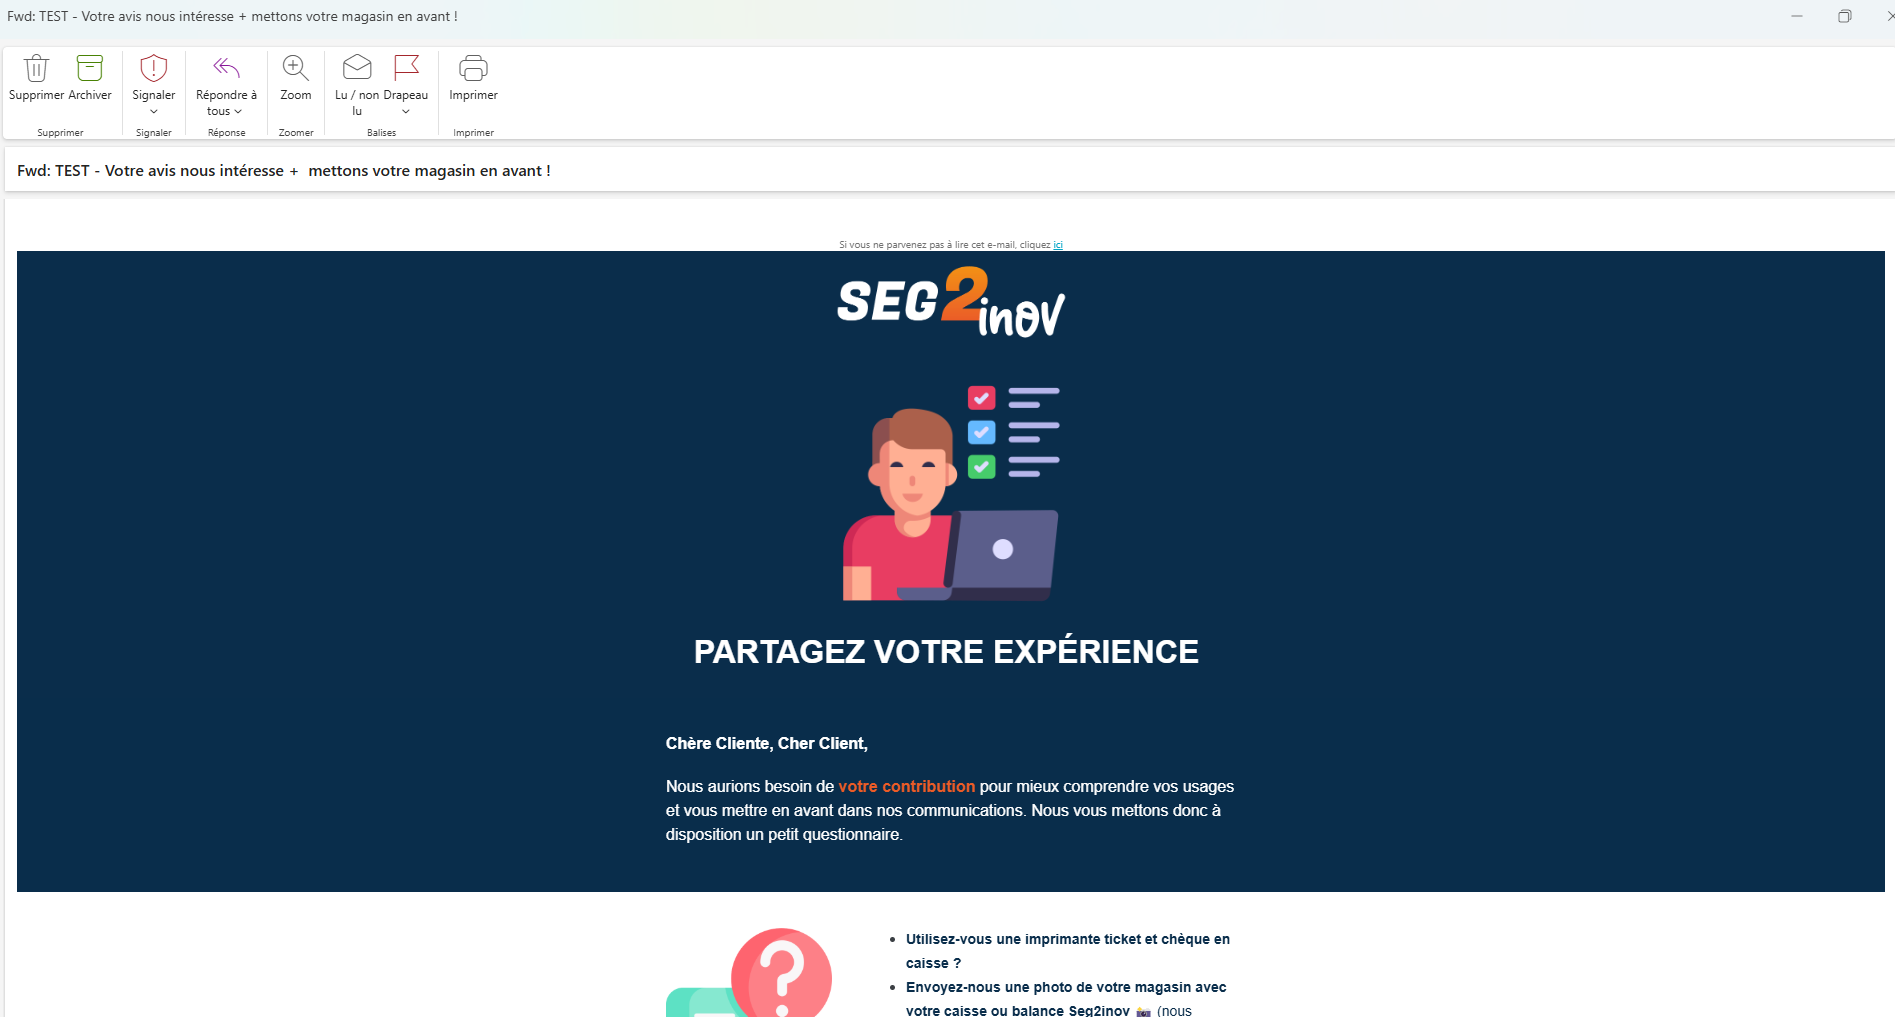 Fwd: TEST - Votre avis nous intéresse + mettons votre magasin en avant !
Supprimer Archiver Signaler Répondre à tous Zoom Lu / non lu Drapeau Imprimer
Supprimer Signaler Réponse Zoomer Balises Imprimer
Fwd: TEST - Votre avis nous intéresse + mettons votre magasin en avant !
Si vous ne parvenez pas à lire cet e-mail, cliquez ici
SEG2inov
PARTAGEZ VOTRE EXPÉRIENCE
Chère Cliente, Cher Client,
Nous aurions besoin de votre contribution pour mieux comprendre vos usages
et vous mettre en avant dans nos communications. Nous vous mettons donc à
disposition un petit questionnaire.
?
• Utilisez-vous une imprimante ticket et chèque en
caisse ?
• Envoyez-nous une photo de votre magasin avec
votre caisse ou balance Seg2inov 📸 (nous